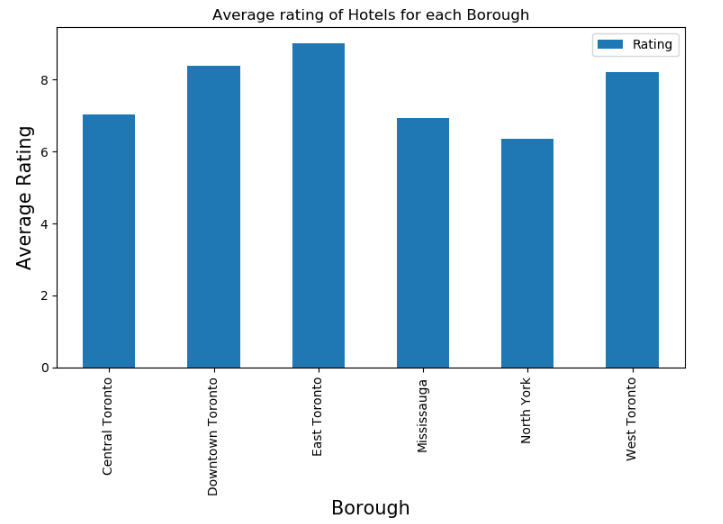 Average rating of Hotels for each Borough
Rating
Average Rating
8
6
4
2
0
Central Toronto
Downtown Toronto
East Toronto
Mississauga
North York
West Toronto
Borough